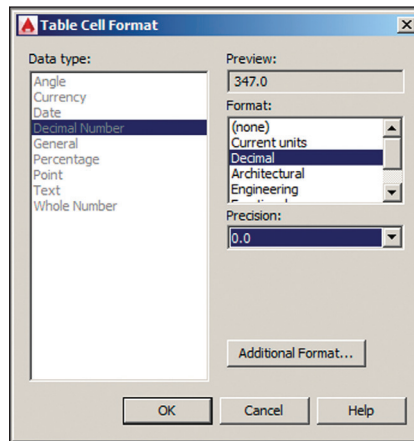 Table Cell Format
Data type:
Angle
Currency
Date
Decimal Number
General
Percentage
Point
Text
Whole Number
Preview:
347.0
Format:
(none)
Current units
Decimal
Architectural
Engineering
Precision:
0.0
Additional Format...
OK
Cancel
Help